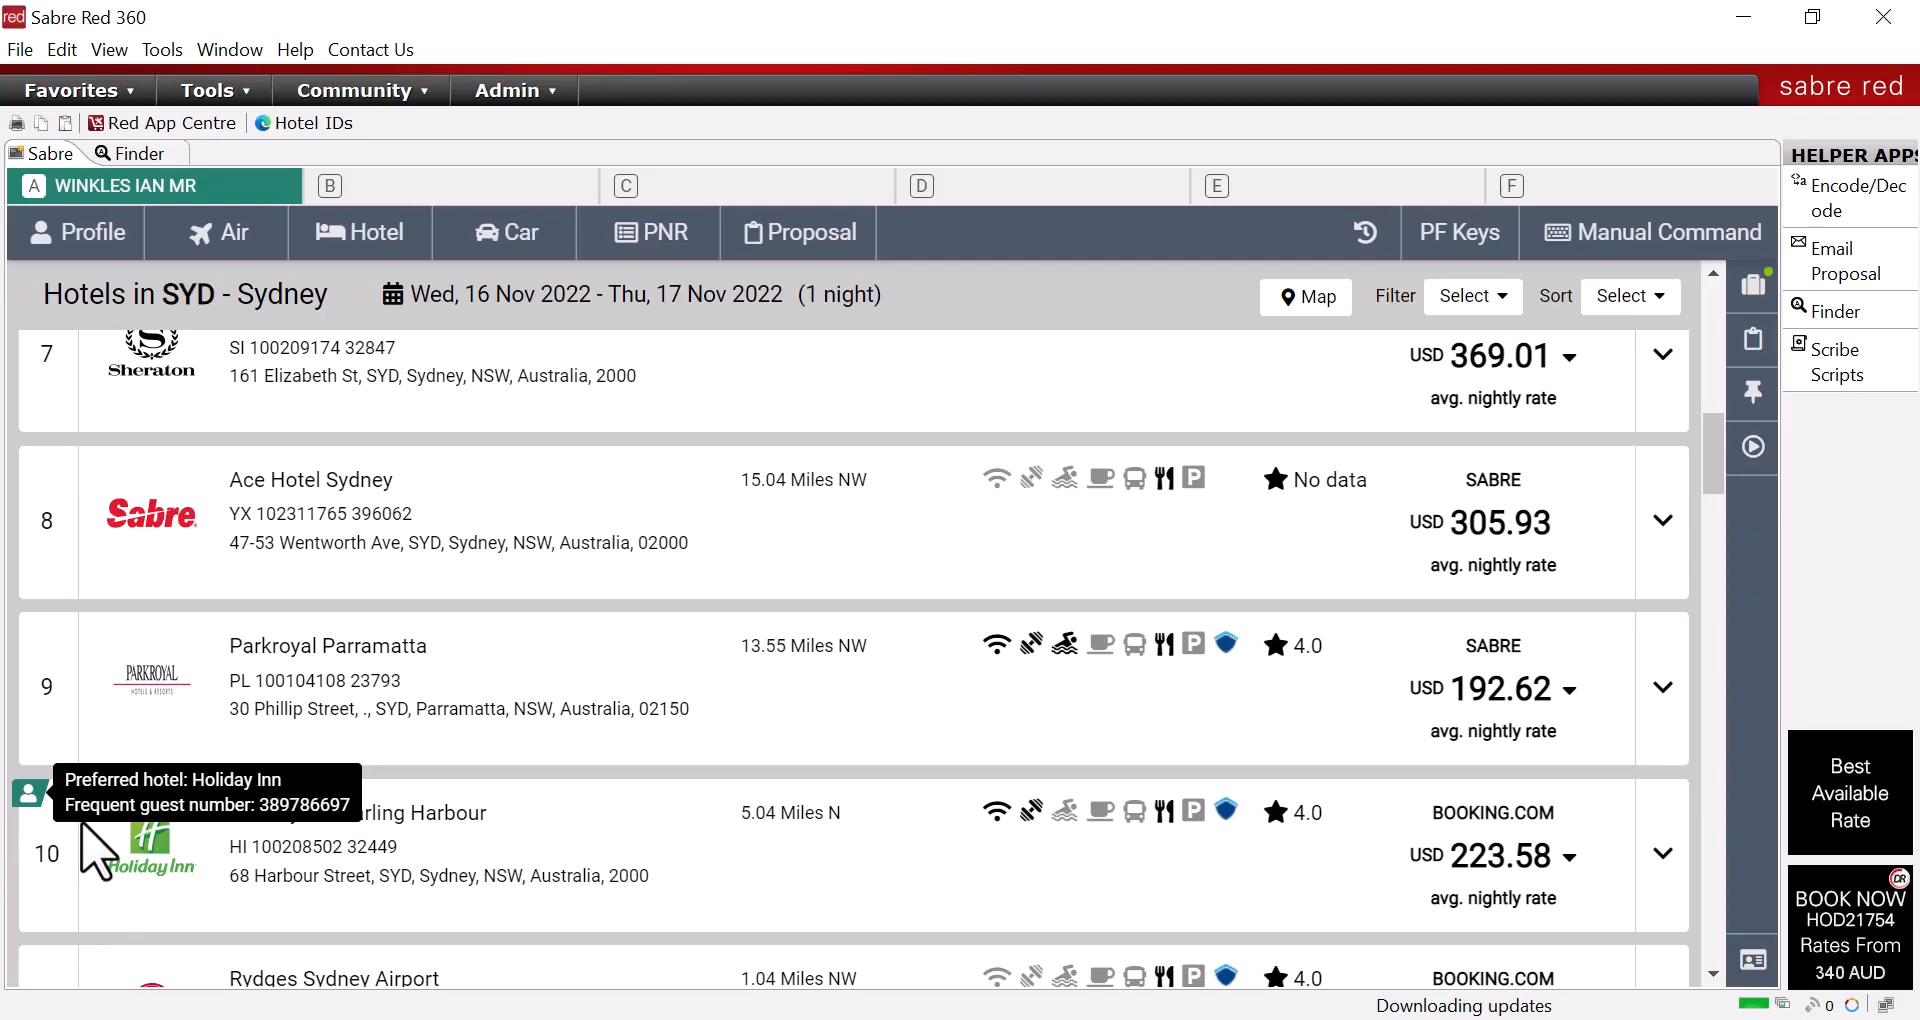 red Sabre Red 360
File Edit View Tools Window Help Contact Us
Favorites Tools Community Admin sabre red
Red App Centre Hotel IDs
Sabre Finder
HELPER APPS
A WINKLES IAN MR B C D E F
Encode/Dec
ode
Profile Air Hotel Car PNR Proposal PF Keys Manual Command
Email
Proposal
Hotels in SYD - Sydney Wed, 16 Nov 2022 - Thu, 17 Nov 2022 (1 night) Map Filter Select Sort Select
Finder
Scribe
Scripts
7 S Sheraton
SI 100209174 32847
161 Elizabeth St, SYD, Sydney, NSW, Australia, 2000
USD 369.01
avg. nightly rate
8 Sabre
Ace Hotel Sydney 15.04 Miles NW P No data SABRE
YX 102311765 396062
47-53 Wentworth Ave, SYD, Sydney, NSW, Australia, 02000
USD 305.93
avg. nightly rate
9 PARKROYAL
HOTELS & RESORTS
Parkroyal Parramatta 13.55 Miles NW P 4.0 SABRE
PL 100104108 23793
30 Phillip Street, ., SYD, Parramatta, NSW, Australia, 02150
USD 192.62
avg. nightly rate
Preferred hotel: Holiday Inn
Frequent guest number: 389786697
10 H Holiday Inn
arling Harbour 5.04 Miles N P 4.0 BOOKING.COM
HI 100208502 32449
68 Harbour Street, SYD, Sydney, NSW, Australia, 2000
USD 223.58
avg. nightly rate
Rydges Sydney Airport 1.04 Miles NW P 4.0 BOOKING.COM
Best
Available
Rate
DR
BOOK NOW
HOD21754
Rates From
340 AUD
Downloading updates 0